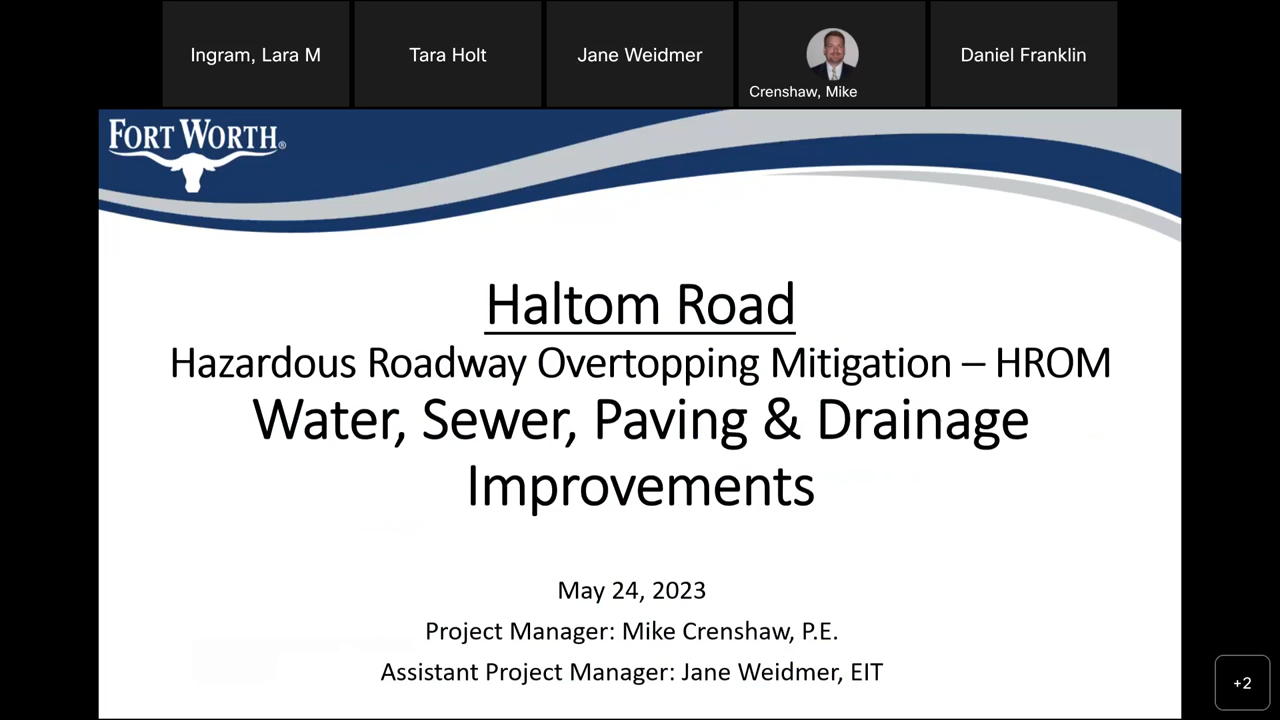 Ingram, Lara M
Tara Holt
Jane Weidmer
Crenshaw, Mike
Daniel Franklin
FORT WORTH®
Haltom Road
Hazardous Roadway Overtopping Mitigation – HROM
Water, Sewer, Paving & Drainage
Improvements
May 24, 2023
Project Manager: Mike Crenshaw, P.E.
Assistant Project Manager: Jane Weidmer, EIT
+2